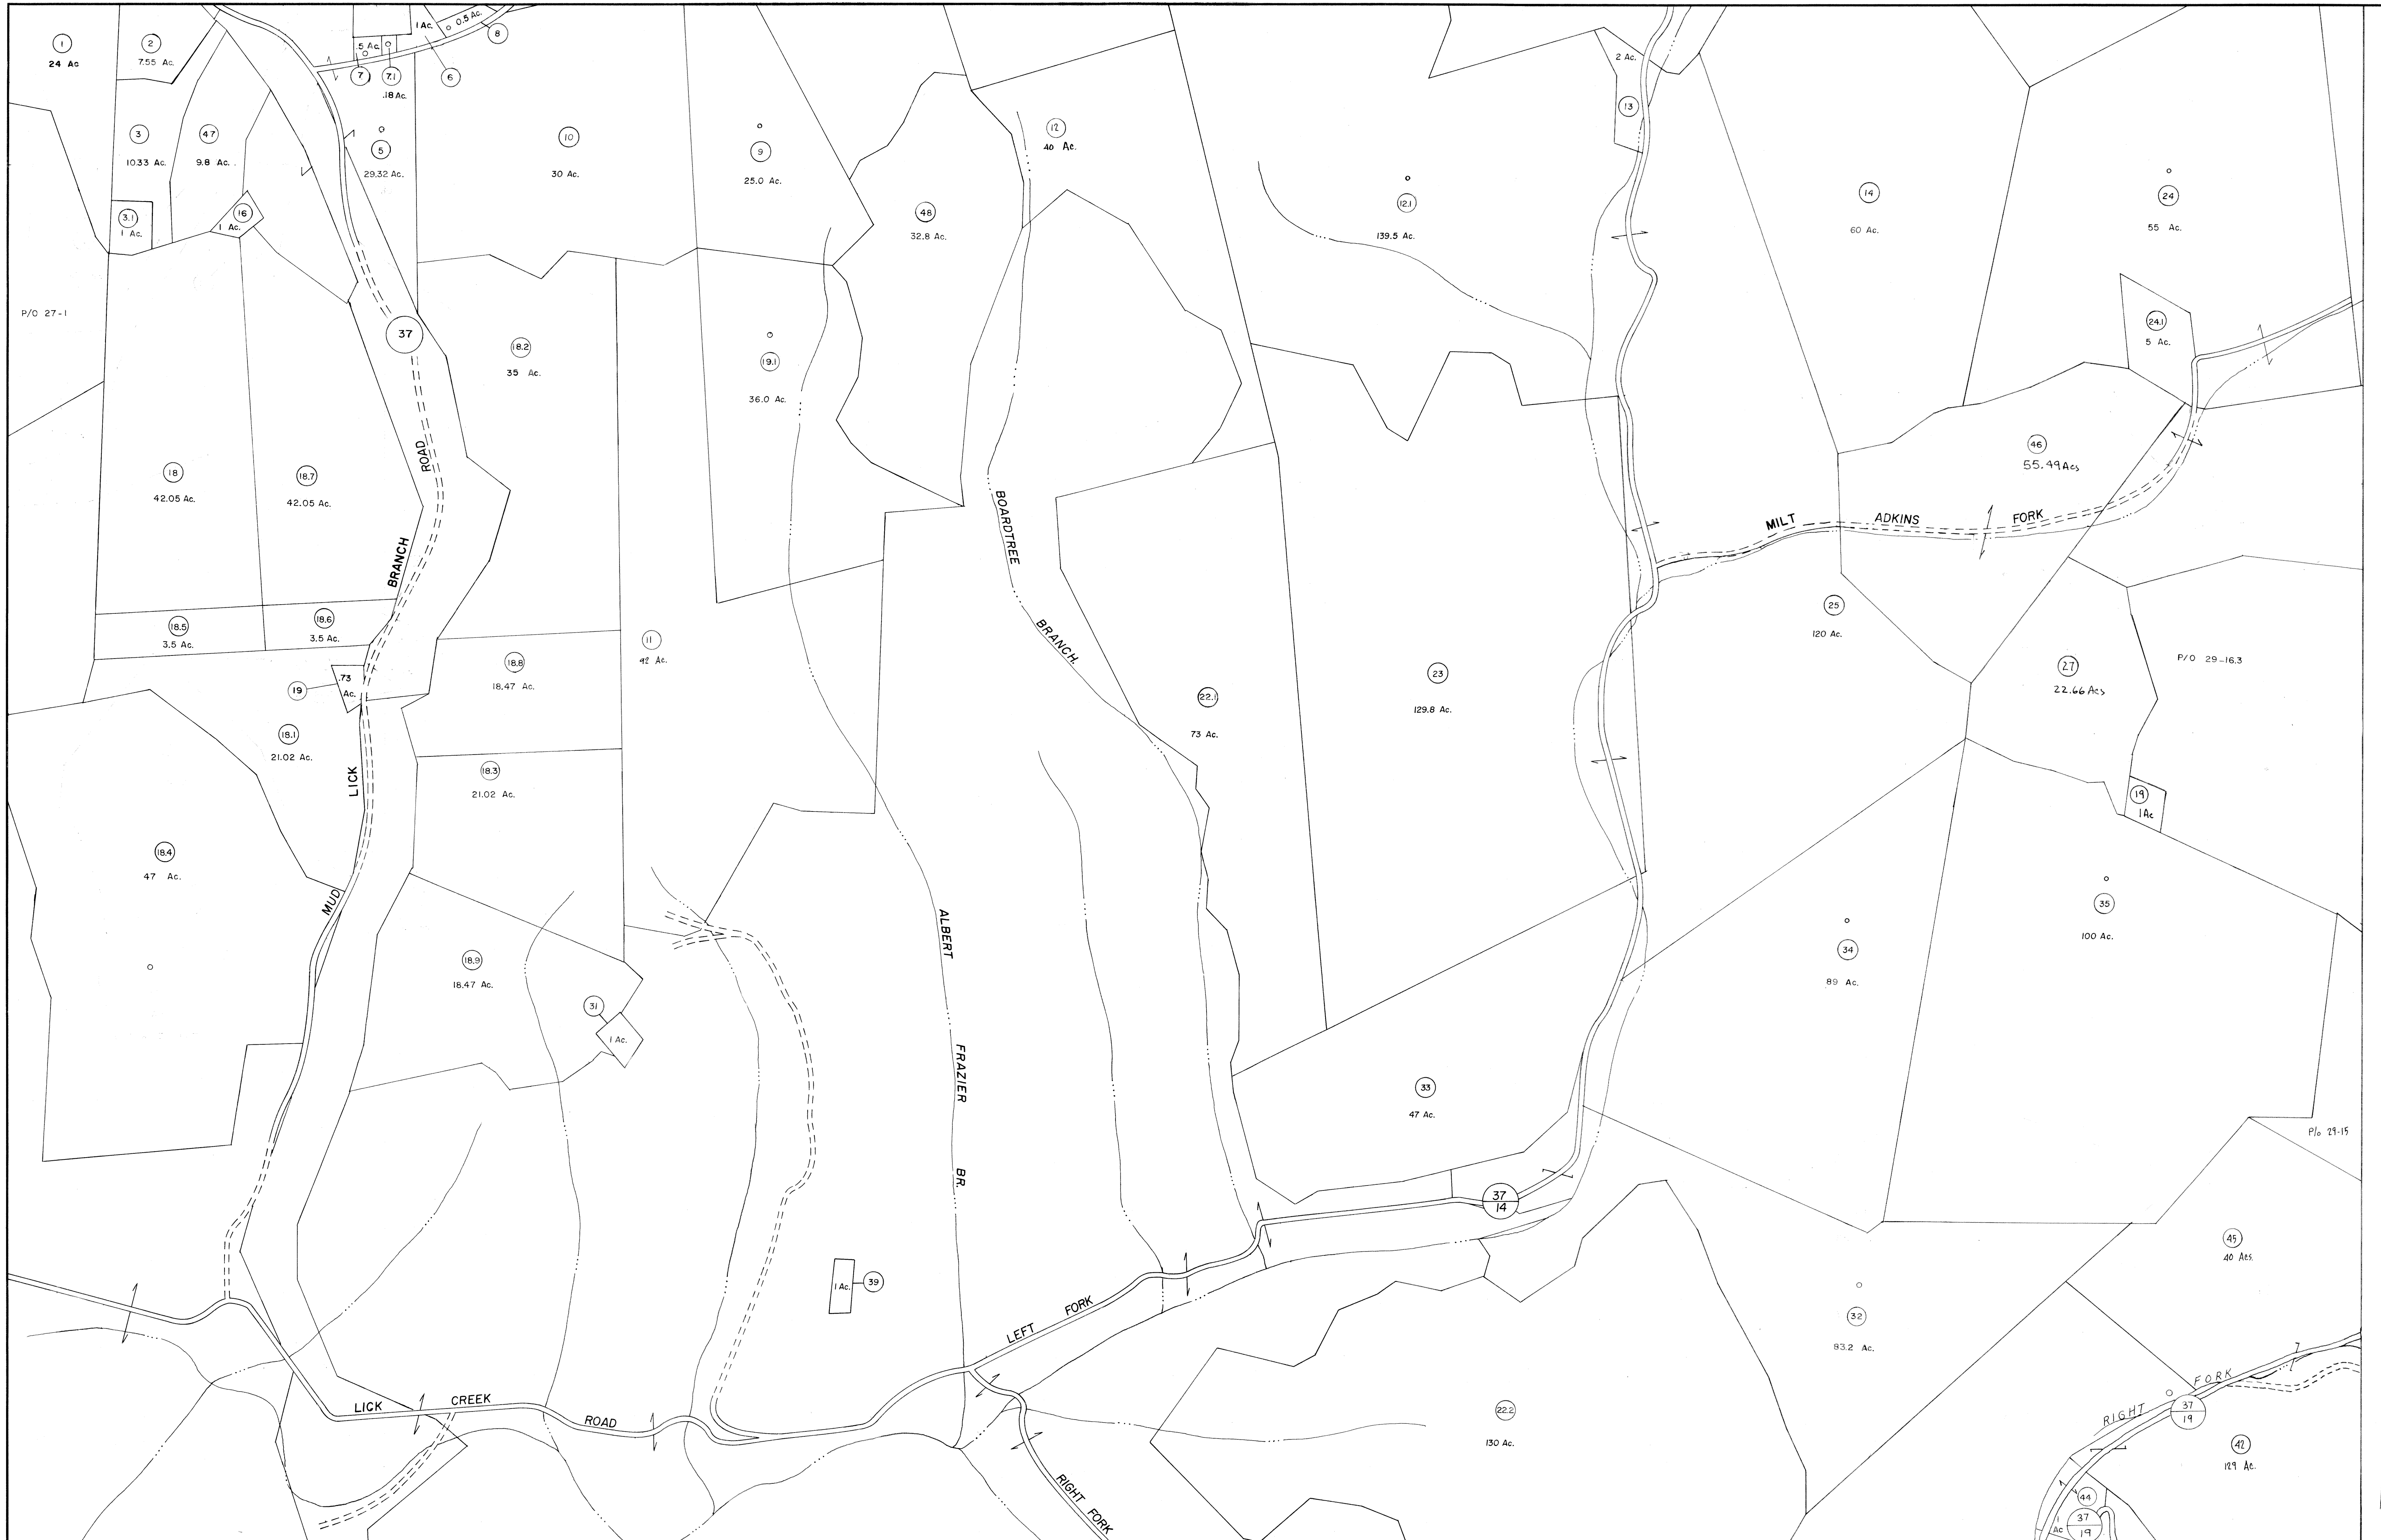 1
24 Ac
2
7.55 Ac.
1 Ac.
0.5 Ac.
8
.5 Ac.
7
7.1
6
.18 Ac.
3
10.33 Ac.
47
9.8 Ac.
5
29.32 Ac.
10
30 Ac.
9
25.0 Ac.
12
40 Ac.
2 Ac.
13
3.1
1 Ac.
16
1 Ac.
48
32.8 Ac.
12.1
139.5 Ac.
14
60 Ac.
24
55 Ac.
P/O 27-1
37
18.2
35 Ac.
19.1
36.0 Ac.
24.1
5 Ac.
18
42.05 Ac.
18.7
42.05 Ac.
46
55.49 Acs
MILT ADKINS FORK
18.5
3.5 Ac.
18.6
3.5 Ac.
MUD LICK BRANCH ROAD
BOARDTREE BRANCH.
11
92 Ac.
25
120 Ac.
18.8
18.47 Ac.
.73
Ac.
19
23
129.8 Ac.
22.1
73 Ac.
27
22.66 Acs
P/O 29-16.3
18.1
21.02 Ac.
18.3
21.02 Ac.
19
1 Ac
18.4
47 Ac.
ALBERT FRAZIER BR.
35
100 Ac.
34
89 Ac.
18.9
18.47 Ac.
31
1 Ac.
33
47 Ac.
P/o 29-15
37
14
45
40 Acs.
1 Ac.
39
LEFT FORK
32
83.2 Ac.
LICK CREEK ROAD
22.2
130 Ac.
RIGHT FORK
RIGHT FORK
37
19
42
129 Ac.
44
1
Ac
37
19